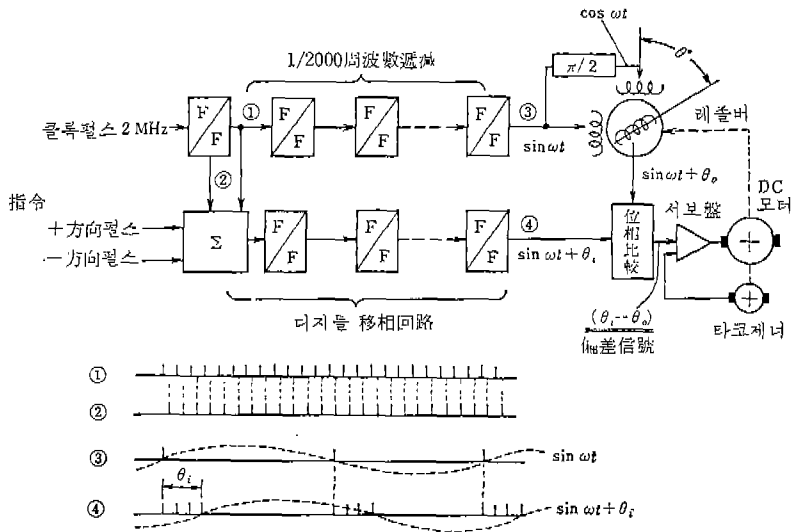 cos ωt
1/2000周波數遞減
π/2
θ°
F/F F/F F/F F/F
클록펄스 2 MHz
①
③
sin ωt
레졸버
②
sin ωt + θₒ
指令
DC
모터
서보盤
+方向펄스
Σ
F/F F/F F/F
④
位相比較
−方向펄스
sin ωt + θᵢ
(θᵢ−θₒ)
디지틀 移相回路
偏差信號
타코제너
①
②
③
sin ωt
θᵢ
④
sin ωt + θᵢ